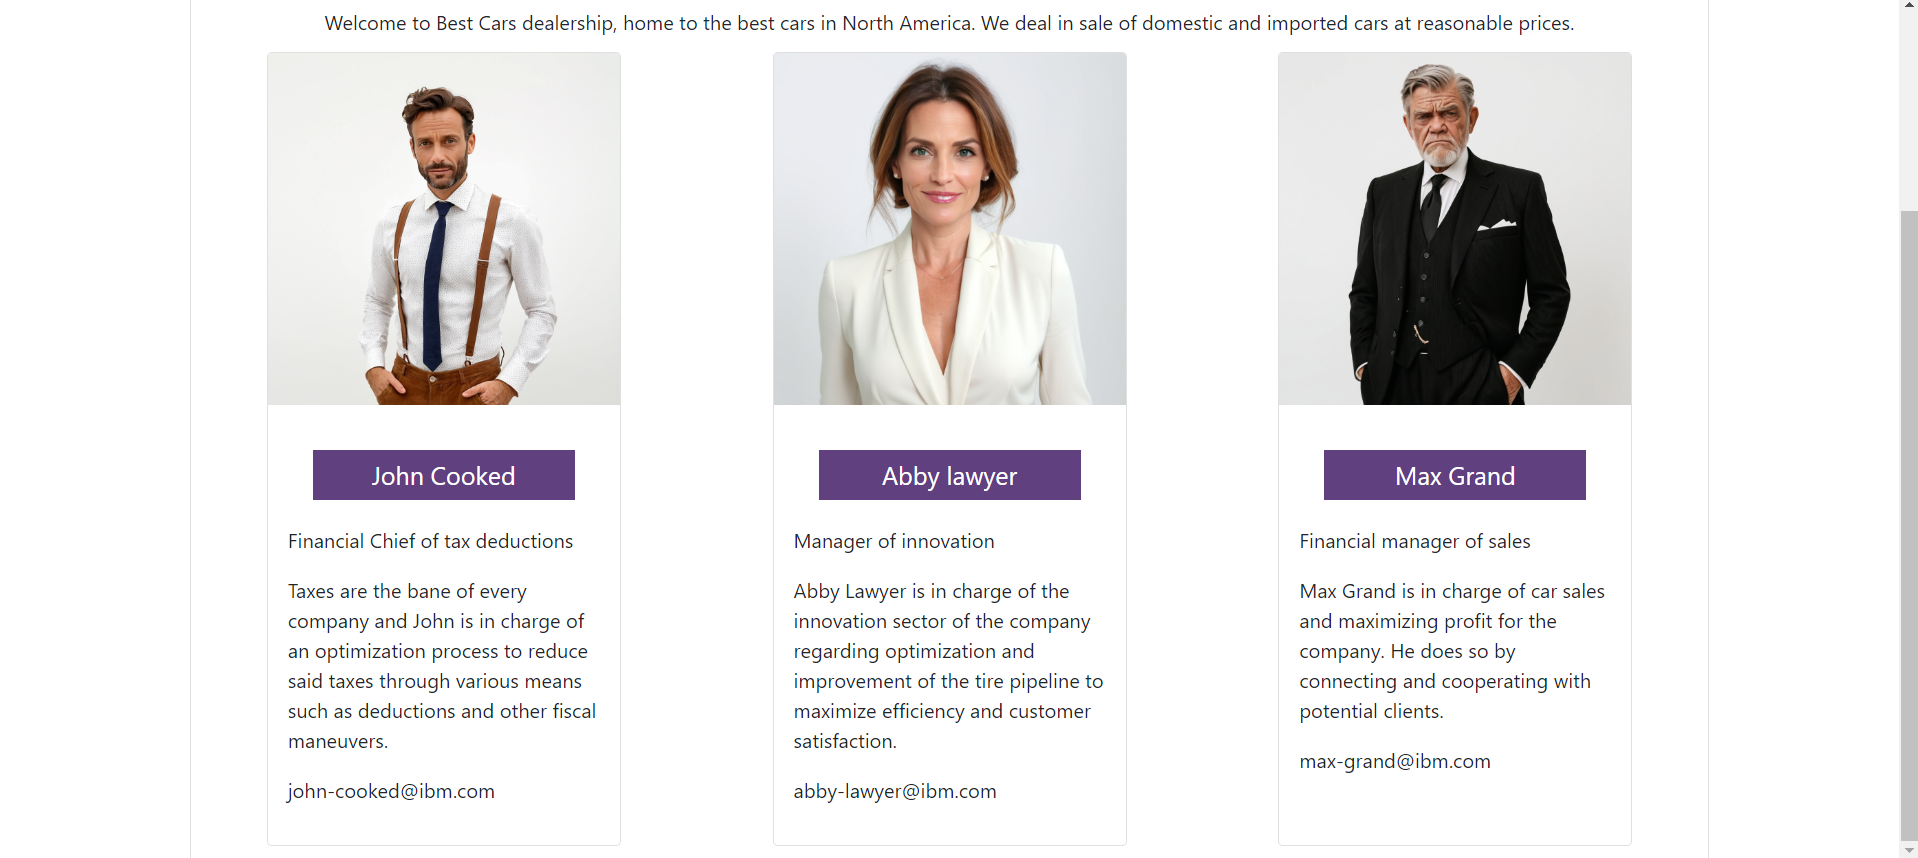 Welcome to Best Cars dealership, home to the best cars in North America. We deal in sale of domestic and imported cars at reasonable prices.
John Cooked
Financial Chief of tax deductions
Taxes are the bane of every
company and John is in charge of
an optimization process to reduce
said taxes through various means
such as deductions and other fiscal
maneuvers.
john-cooked@ibm.com
Abby lawyer
Manager of innovation
Abby Lawyer is in charge of the
innovation sector of the company
regarding optimization and
improvement of the tire pipeline to
maximize efficiency and customer
satisfaction.
abby-lawyer@ibm.com
Max Grand
Financial manager of sales
Max Grand is in charge of car sales
and maximizing profit for the
company. He does so by
connecting and cooperating with
potential clients.
max-grand@ibm.com